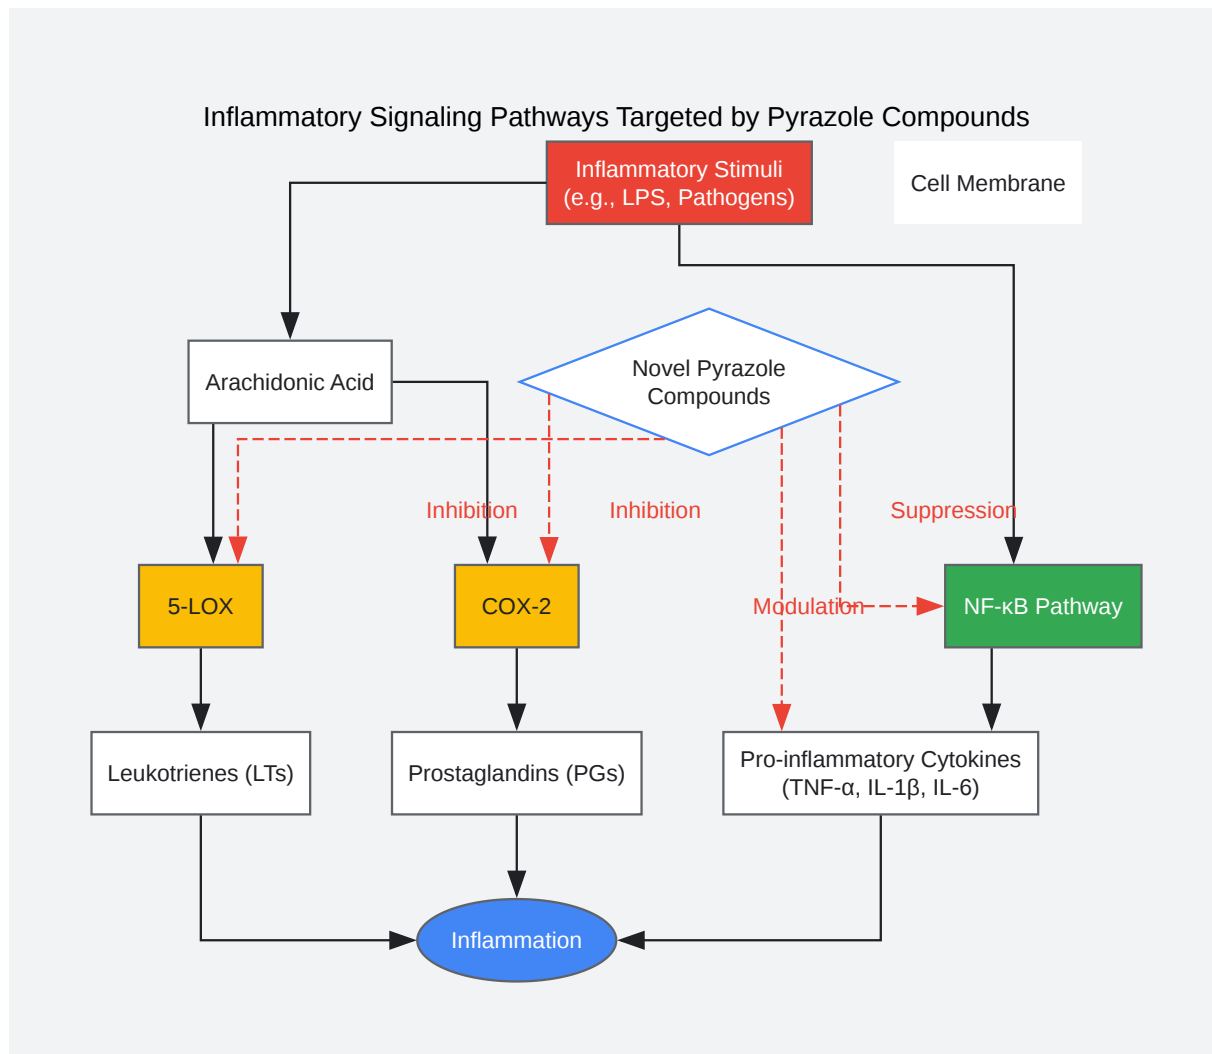 Inflammatory Signaling Pathways Targeted by Pyrazole Compounds
Inflammatory Stimuli
(e.g., LPS, Pathogens)
Cell Membrane
Arachidonic Acid
Novel Pyrazole
Compounds
Inhibition
Inhibition
Suppression
5-LOX
COX-2
Modulation
NF-κB Pathway
Leukotrienes (LTs)
Prostaglandins (PGs)
Pro-inflammatory Cytokines
(TNF-α, IL-1β, IL-6)
Inflammation